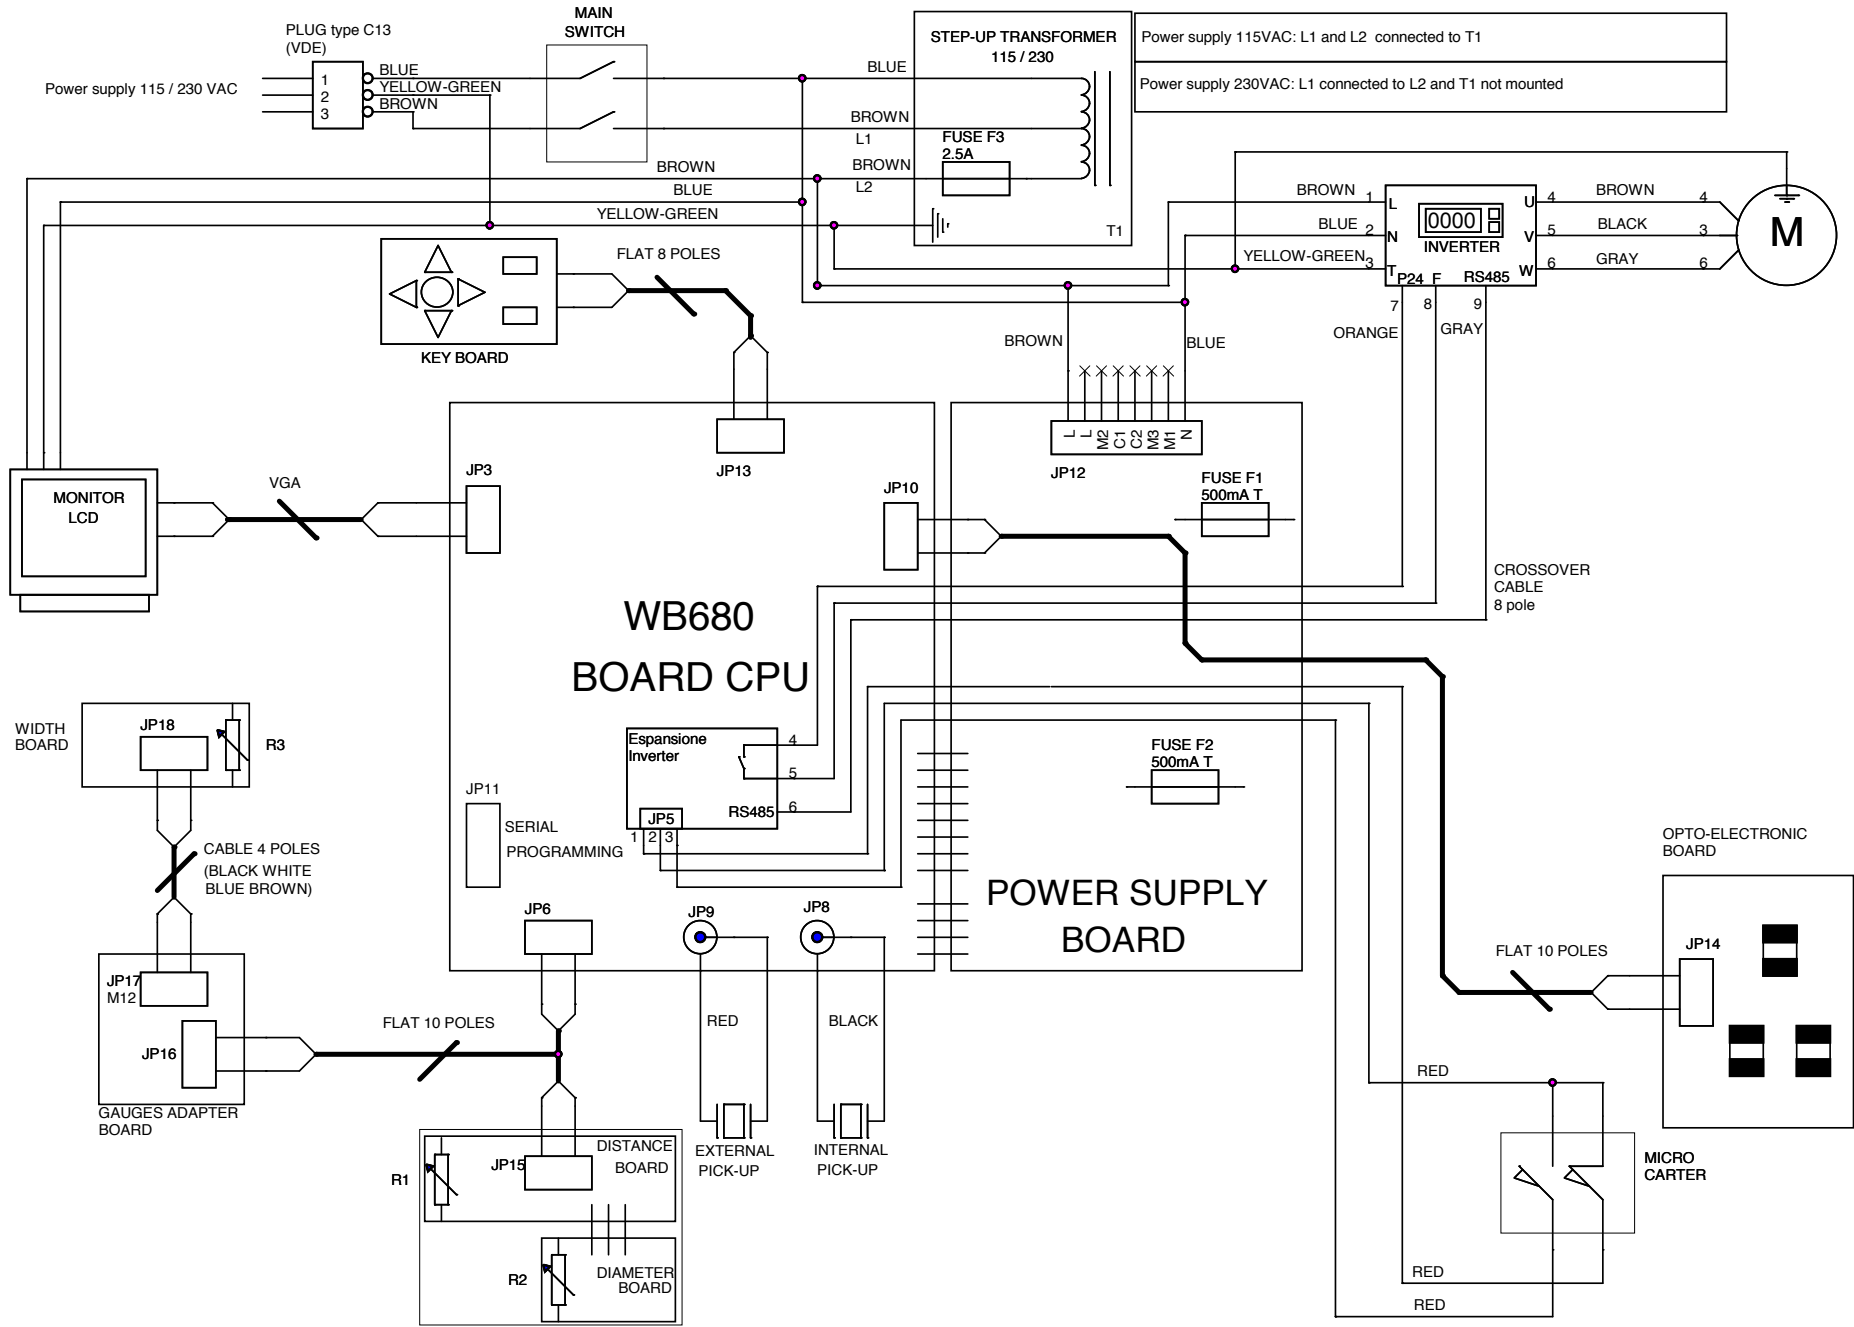 PLUG type C13
(VDE)
MAIN
SWITCH
STEP-UP TRANSFORMER
115 / 230
Power supply 115VAC: L1 and L2 connected to T1
Power supply 230VAC: L1 connected to L2 and T1 not mounted
Power supply 115 / 230 VAC
1
2
3
BLUE
YELLOW-GREEN
BROWN
BLUE
BROWN
L1
FUSE F3
2.5A
BROWN
BROWN
L2
BLUE
YELLOW-GREEN
T1
BROWN
1
L
BLUE
2
N
YELLOW-GREEN
3
T
0000
INVERTER
P24
F
RS485
U
V
W
4
BROWN
4
5
BLACK
3
6
GRAY
6
M
7
8
9
ORANGE
GRAY
FLAT 8 POLES
KEY BOARD
BROWN
BLUE
L
L
M2
C1
C2
M3
M1
N
JP13
JP12
JP3
JP10
FUSE F1
500mA T
VGA
MONITOR
LCD
CROSSOVER
CABLE
8 pole
WB680
BOARD CPU
WIDTH
BOARD
JP18
R3
Espansione
Inverter
4
5
RS485
6
JP5
1
2
3
FUSE F2
500mA T
JP11
SERIAL
PROGRAMMING
CABLE 4 POLES
(BLACK WHITE
BLUE BROWN)
OPTO-ELECTRONIC
BOARD
POWER SUPPLY
BOARD
JP6
JP9
JP8
JP14
FLAT 10 POLES
JP17
M12
JP16
GAUGES ADAPTER
BOARD
FLAT 10 POLES
RED
BLACK
RED
DISTANCE
BOARD
JP15
R1
EXTERNAL
PICK-UP
INTERNAL
PICK-UP
MICRO
CARTER
R2
DIAMETER
BOARD
RED
RED